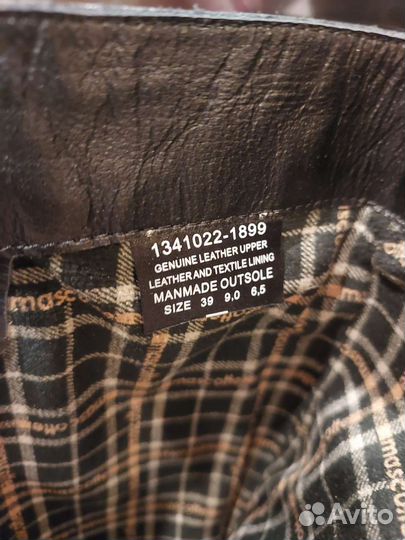 1341022-1899
GENUINE LEATHER UPPER
LEATHER AND TEXTILE LINING
MANMADE OUTSOLE
SIZE 39 9.0 6,5
Avito